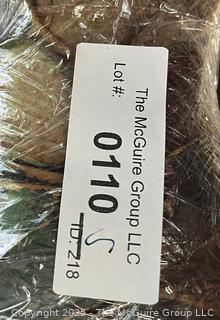 The McGuire Group LLC
Lot #:
0110
S
ID: 218
Copyright 2025 - The McGuire Group LLC